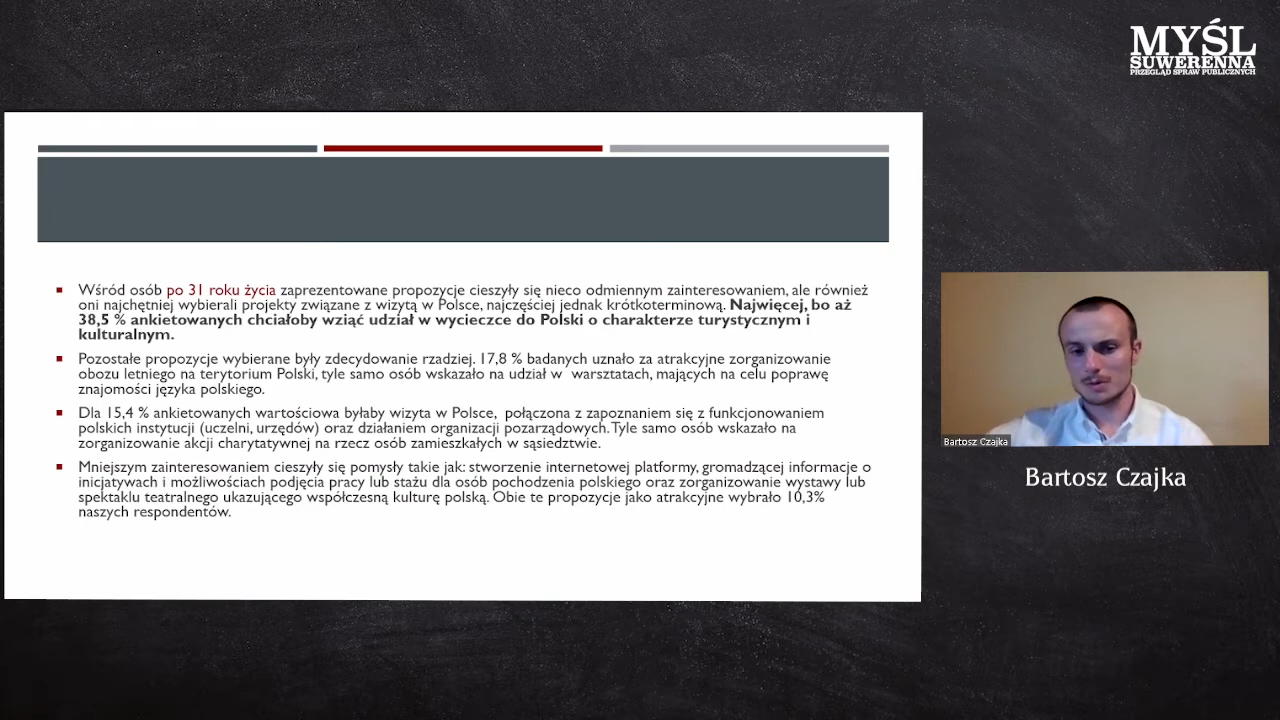 MYŚL
SUWERENNA
PRZEGLĄD SPRAW PUBLICZNYCH
Wśród osób po 31 roku życia zaprezentowane propozycje cieszyły się nieco odmiennym zainteresowaniem, ale również
oni najchętniej wybierali projekty związane z wizytą w Polsce, najczęściej jednak krótkoterminową. Najwięcej, bo aż
38,5 % ankietowanych chciałoby wziąć udział w wycieczce do Polski o charakterze turystycznym i
kulturalnym.
Pozostałe propozycje wybierane były zdecydowanie rzadziej. 17,8 % badanych uznało za atrakcyjne zorganizowanie
obozu letniego na terytorium Polski, tyle samo osób wskazało na udział w warsztatach, mających na celu poprawę
znajomości języka polskiego.
Dla 15,4 % ankietowanych wartościowa byłaby wizyta w Polsce, połączona z zapoznaniem się z funkcjonowaniem
polskich instytucji (uczelni, urzędów) oraz działaniem organizacji pozarządowych. Tyle samo osób wskazało na
zorganizowanie akcji charytatywnej na rzecz osób zamieszkałych w sąsiedztwie.
Mniejszym zainteresowaniem cieszyły się pomysły takie jak: stworzenie internetowej platformy, gromadzącej informacje o
inicjatywach i możliwościach podjęcia pracy lub stażu dla osób pochodzenia polskiego oraz zorganizowanie wystawy lub
spektaklu teatralnego ukazującego współczesną kulturę polską. Obie te propozycje jako atrakcyjne wybrało 10,3%
naszych respondentów.
Bartosz Czajka
Bartosz Czajka